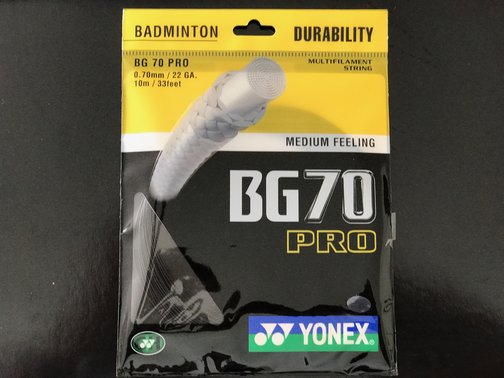 BADMINTON
DURABILITY
BG 70 PRO
0.70mm / 22 GA.
10m / 33feet
MULTIFILAMENT
STRING
MEDIUM FEELING
BG70
PRO
YONEX®